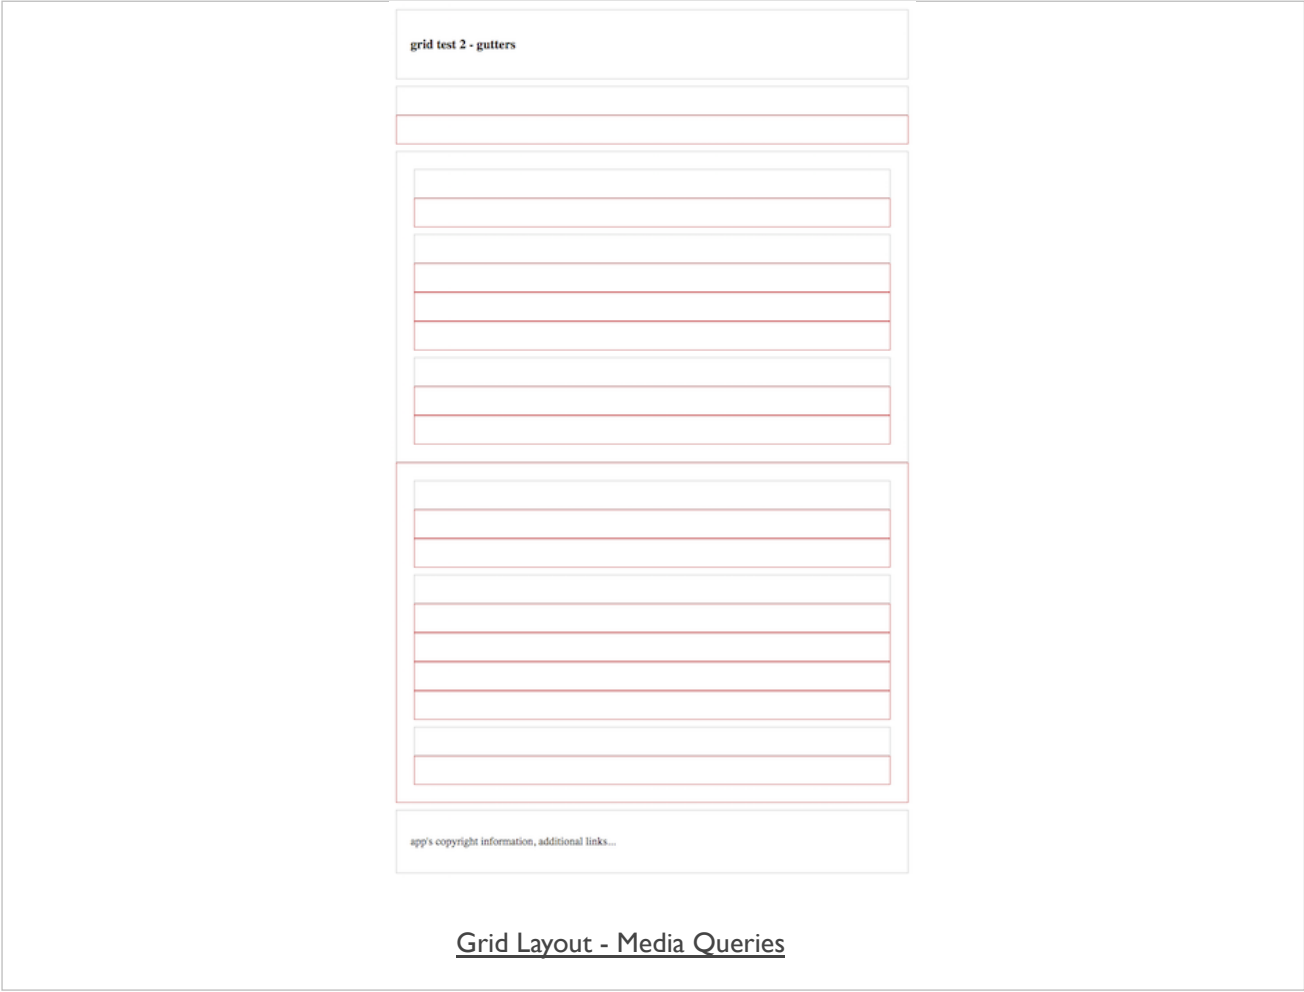 grid test 2 - gutters
app's copyright information, additional links...
Grid Layout - Media Queries